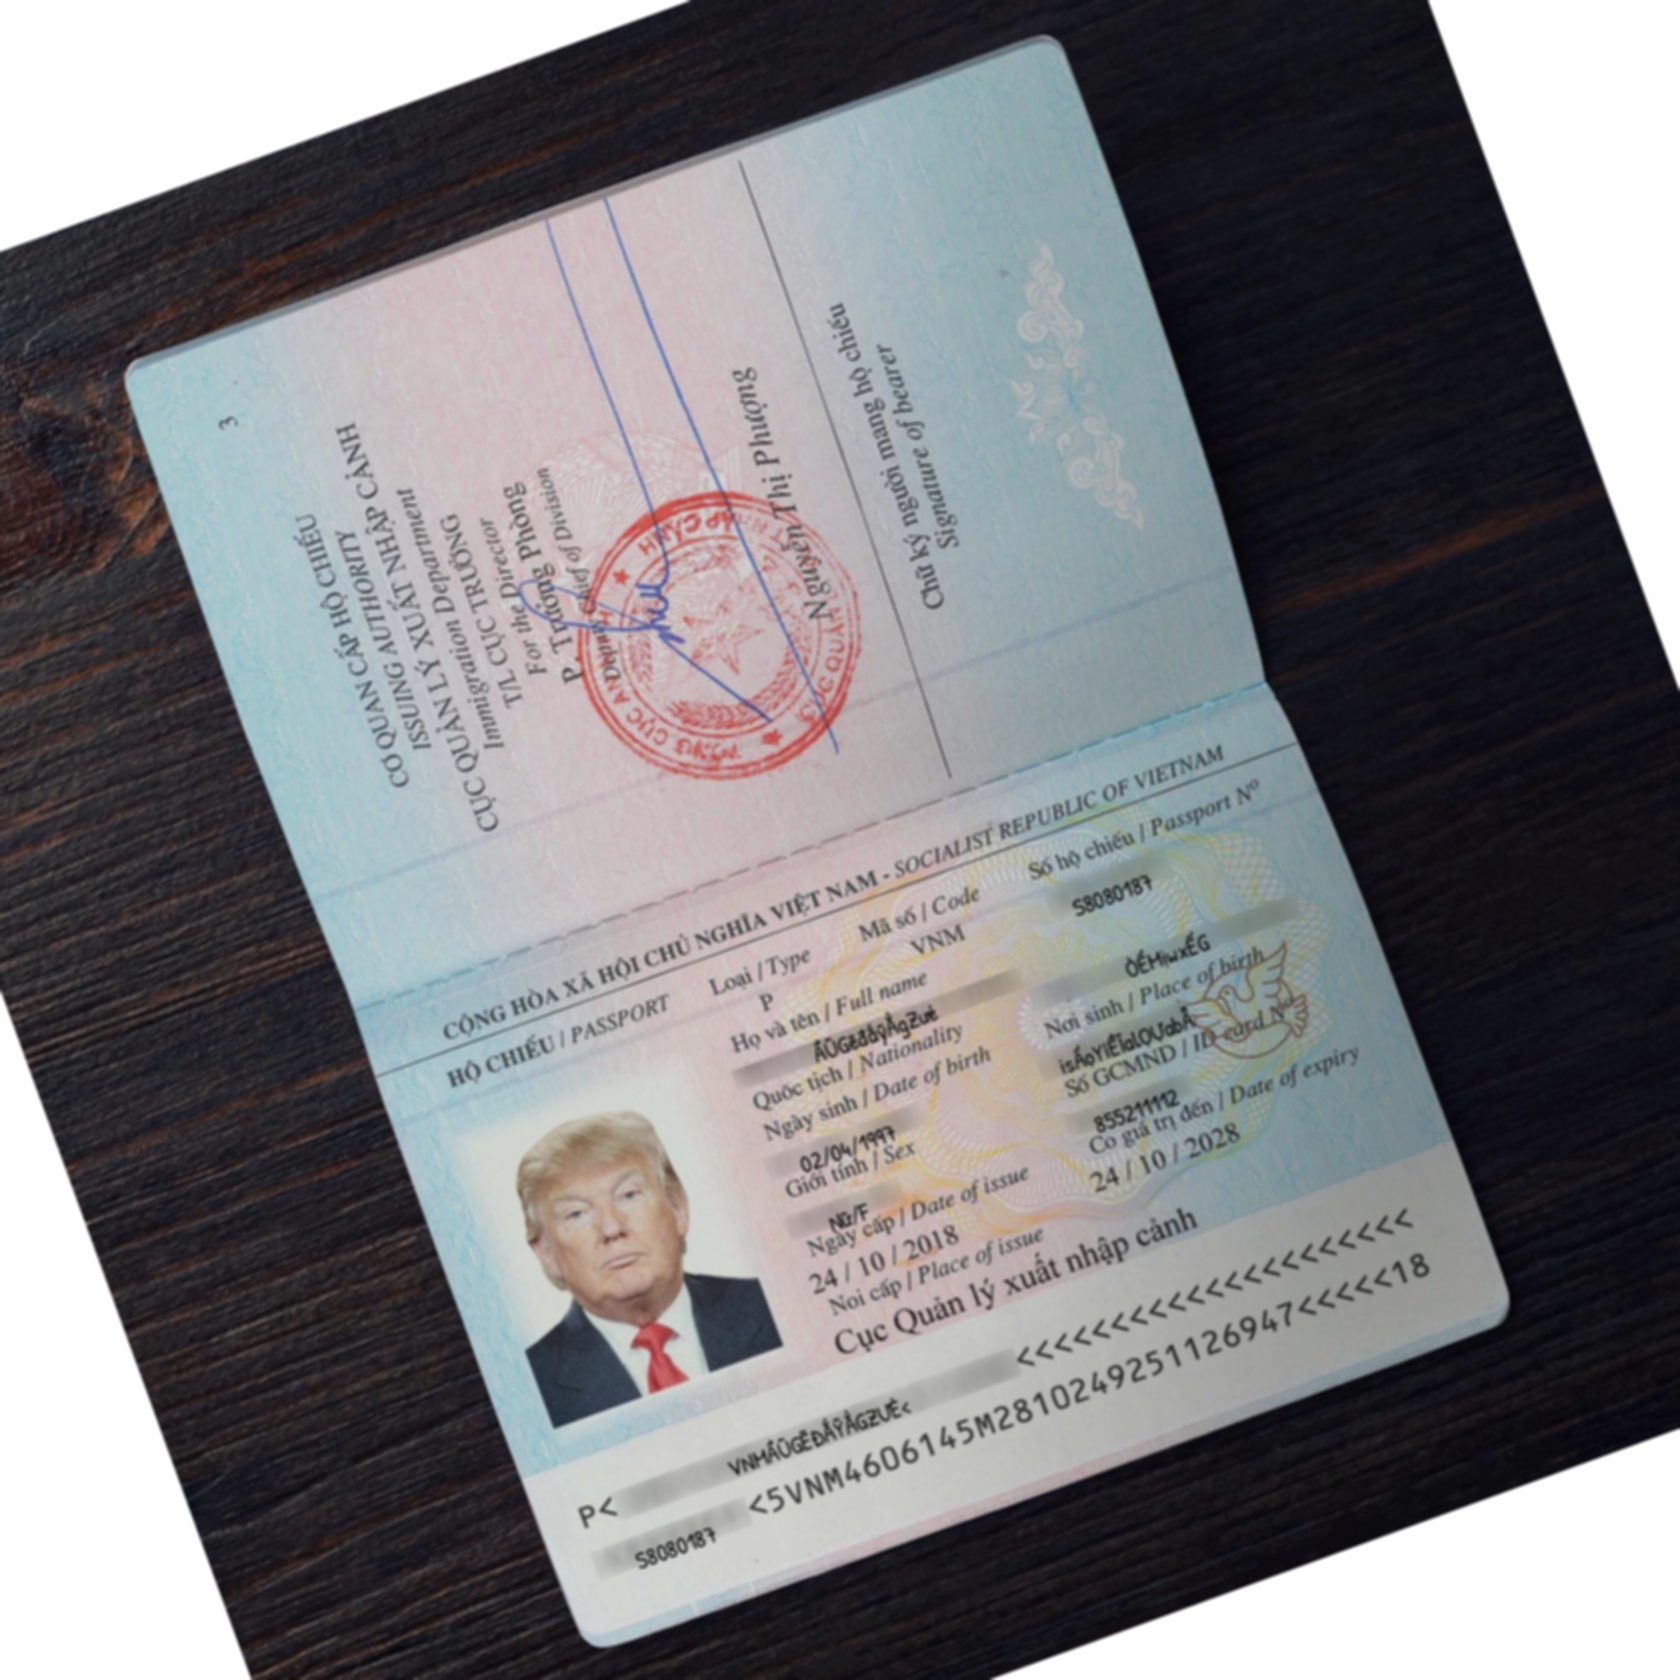 3
CƠ QUAN CẤP HỘ CHIẾU
ISSUING AUTHORITY
CỤC QUẢN LÝ XUẤT NHẬP CẢNH
Immigration Department
T/L CỤC TRƯỞNG
For the Director
P. Trưởng Phòng
Deputy Chief of Division
Nguyễn Thị Phượng
Chữ ký người mang hộ chiếu
Signature of bearer
CỘNG HÒA XÃ HỘI CHỦ NGHĨA VIỆT NAM - SOCIALIST REPUBLIC OF VIETNAM
HỘ CHIẾU / PASSPORT
Loại / Type
Mã số / Code
Số hộ chiếu / Passport Nº
P
VNM
S8080187
Họ và tên / Full name
Quốc tịch / Nationality
Nơi sinh / Place of birth
Ngày sinh / Date of birth
Số GCMND / ID card Nº
02/04/1997
855211112
Giới tính / Sex
Có giá trị đến / Date of expiry
Nữ/F
24 / 10 / 2028
Ngày cấp / Date of issue
24 / 10 / 2018
Nơi cấp / Place of issue
Cục Quản lý xuất nhập cảnh
P<
<<<<<<<<<<<<<<<<<<<<<<
S8080187 <5VNM4606145M2810249251126947<<<<<18